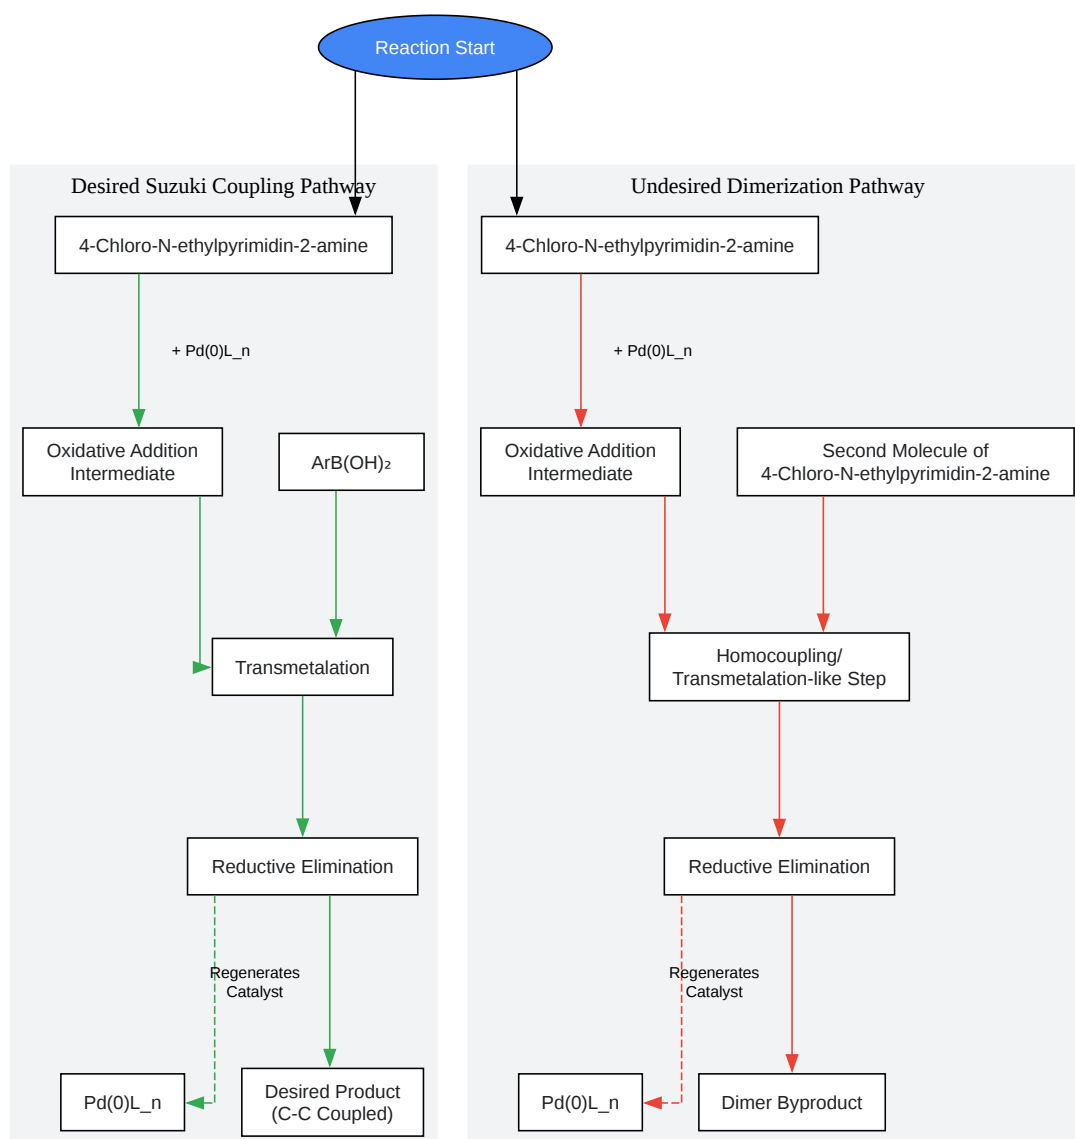 Reaction Start
Desired Suzuki Coupling Pathway
4-Chloro-N-ethylpyrimidin-2-amine
+ Pd(0)L_n
Oxidative Addition
Intermediate
ArB(OH)₂
Transmetalation
Reductive Elimination
Regenerates
Catalyst
Pd(0)L_n
Desired Product
(C-C Coupled)
Undesired Dimerization Pathway
4-Chloro-N-ethylpyrimidin-2-amine
+ Pd(0)L_n
Oxidative Addition
Intermediate
Second Molecule of
4-Chloro-N-ethylpyrimidin-2-amine
Homocoupling/
Transmetalation-like Step
Reductive Elimination
Regenerates
Catalyst
Pd(0)L_n
Dimer Byproduct